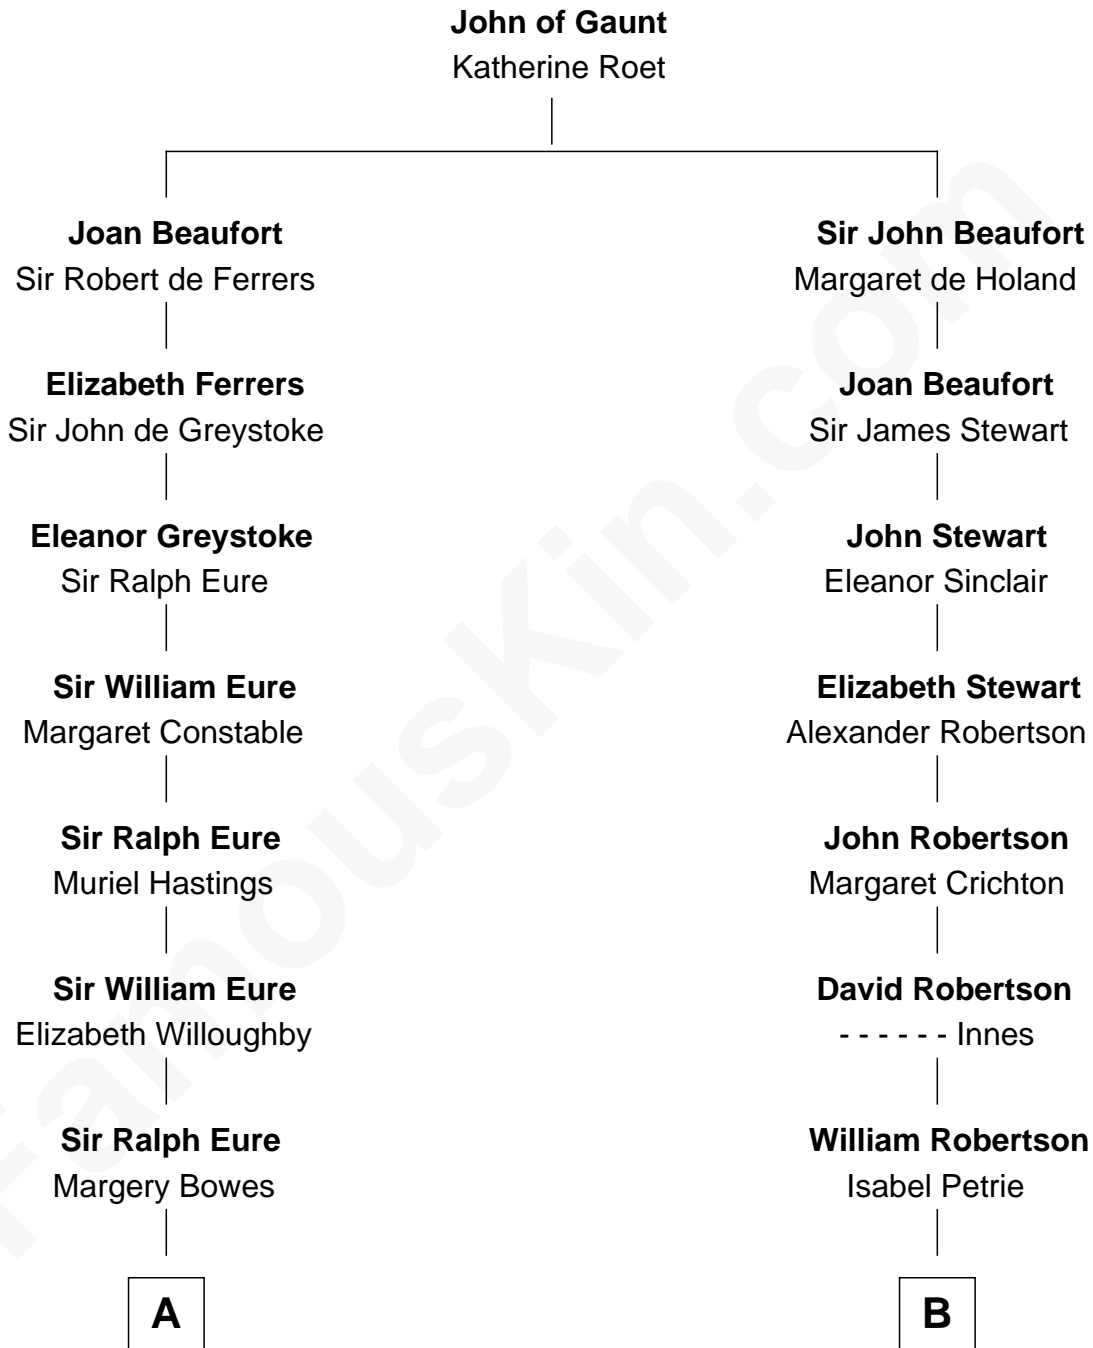 John of Gaunt
Katherine Roet
Joan Beaufort
Sir Robert de Ferrers
Elizabeth Ferrers
Sir John de Greystoke
Eleanor Greystoke
Sir Ralph Eure
Sir William Eure
Margaret Constable
Sir Ralph Eure
Muriel Hastings
Sir William Eure
Elizabeth Willoughby
Sir Ralph Eure
Margery Bowes
A
Sir John Beaufort
Margaret de Holand
Joan Beaufort
Sir James Stewart
John Stewart
Eleanor Sinclair
Elizabeth Stewart
Alexander Robertson
John Robertson
Margaret Crichton
David Robertson
- - - - - - Innes
William Robertson
Isabel Petrie
B
FamousKin.com